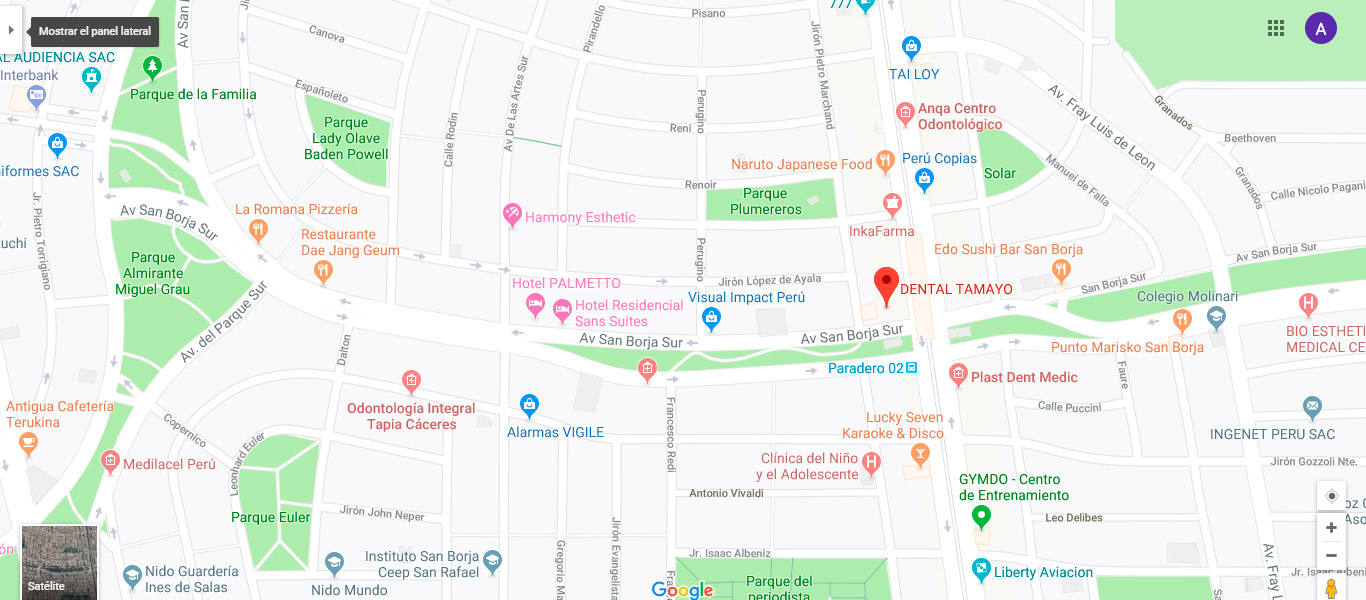 Mostrar el panel lateral
A
Av San B
Pisano
Pirandello
Canova
777
Jirón Pietro Marchand
L AUDIENCIA SAC
Interbank
TAI LOY
Parque de la Familia
Españoleto
Av De Las Artes Sur
Perugino
Av. Fray Luis de Leon
Granados
Anqa Centro
Odontológico
Parque
Lady Olave
Baden Powell
Calle Rodin
Reni
Beethoven
Naruto Japanese Food
Perú Copias
niformes SAC
Solar
Manuel de Falla
Granados
Renoir
Parque
Plumereros
Calle Nicolo Pagani
Jr. Pietro Torrigiano
Av San Borja Sur
La Romana Pizzería
Harmony Esthetic
InkaFarma
Restaurante
Dae Jang Geum
uchi
Perugino
Edo Sushi Bar San Borja
Av San Borja Sur
Parque
Almirante
Miguel Grau
Hotel PALMETTO
Jirón López de Ayala
DENTAL TAMAYO
San Borja Sur
Hotel Residencial
Sans Suites
Visual Impact Perú
Colegio Molinari
Av. del Parque Sur
Dalton
Av San Borja Sur
Av San Borja Sur
BIO ESTHETI
MEDICAL CE
Punto Marisko San Borja
Paradero 02
Plast Dent Medic
Faure
Antigua Cafetería
Terukina
Odontología Integral
Tapia Cáceres
Calle Puccini
Copernico
Alarmas VIGILE
Francesco Redi
Lucky Seven
Karaoke & Disco
INGENET PERU SAC
Leonhard Euler
Medilacel Perú
Clínica del Niño
y el Adolescente
Jirón Gozzoli Nte.
GYMDO - Centro
de Entrenamiento
Antonio Vivaldi
Parque Euler
Jirón John Neper
Jirón Evangelista
Leo Delibes
oz C
Aso
ón
Gregorio M
Jr. Isaac Albeniz
Instituto San Borja
Ceep San Rafael
Av. Fray L
Nido Guardería
Ines de Salas
Nido Mundo
Liberty Aviacion
Jr. Isaac Albe
Satélite
Google
Parque del
periodista